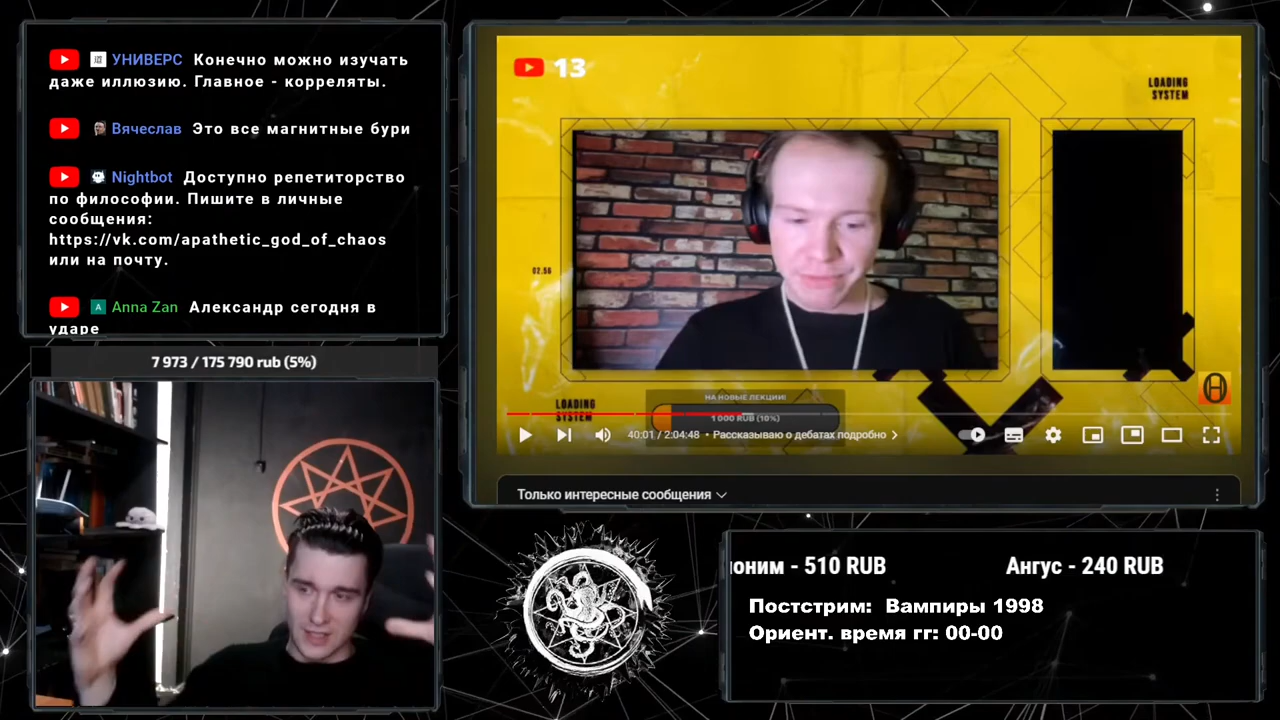 УНИВЕРС Конечно можно изучать
даже иллюзию. Главное - корреляты.
Вячеслав Это все магнитные бури
Nightbot Доступно репетиторство
по философии. Пишите в личные
сообщения:
https://vk.com/apathetic_god_of_chaos
или на почту.
Anna Zan Александр сегодня в
ударе
7 973 / 175 790 rub (5%)
13
LOADING
SYSTEM
02.56
LOADING
SYSTEM
НА НОВЫЕ ЛЕКЦИИ!
1 000 RUB (10%)
40:01 / 2:04:48 • Рассказываю о дебатах подробно
Только интересные сообщения
оним - 510 RUB
Ангус - 240 RUB
Постстрим: Вампиры 1998
Ориент. время гг: 00-00